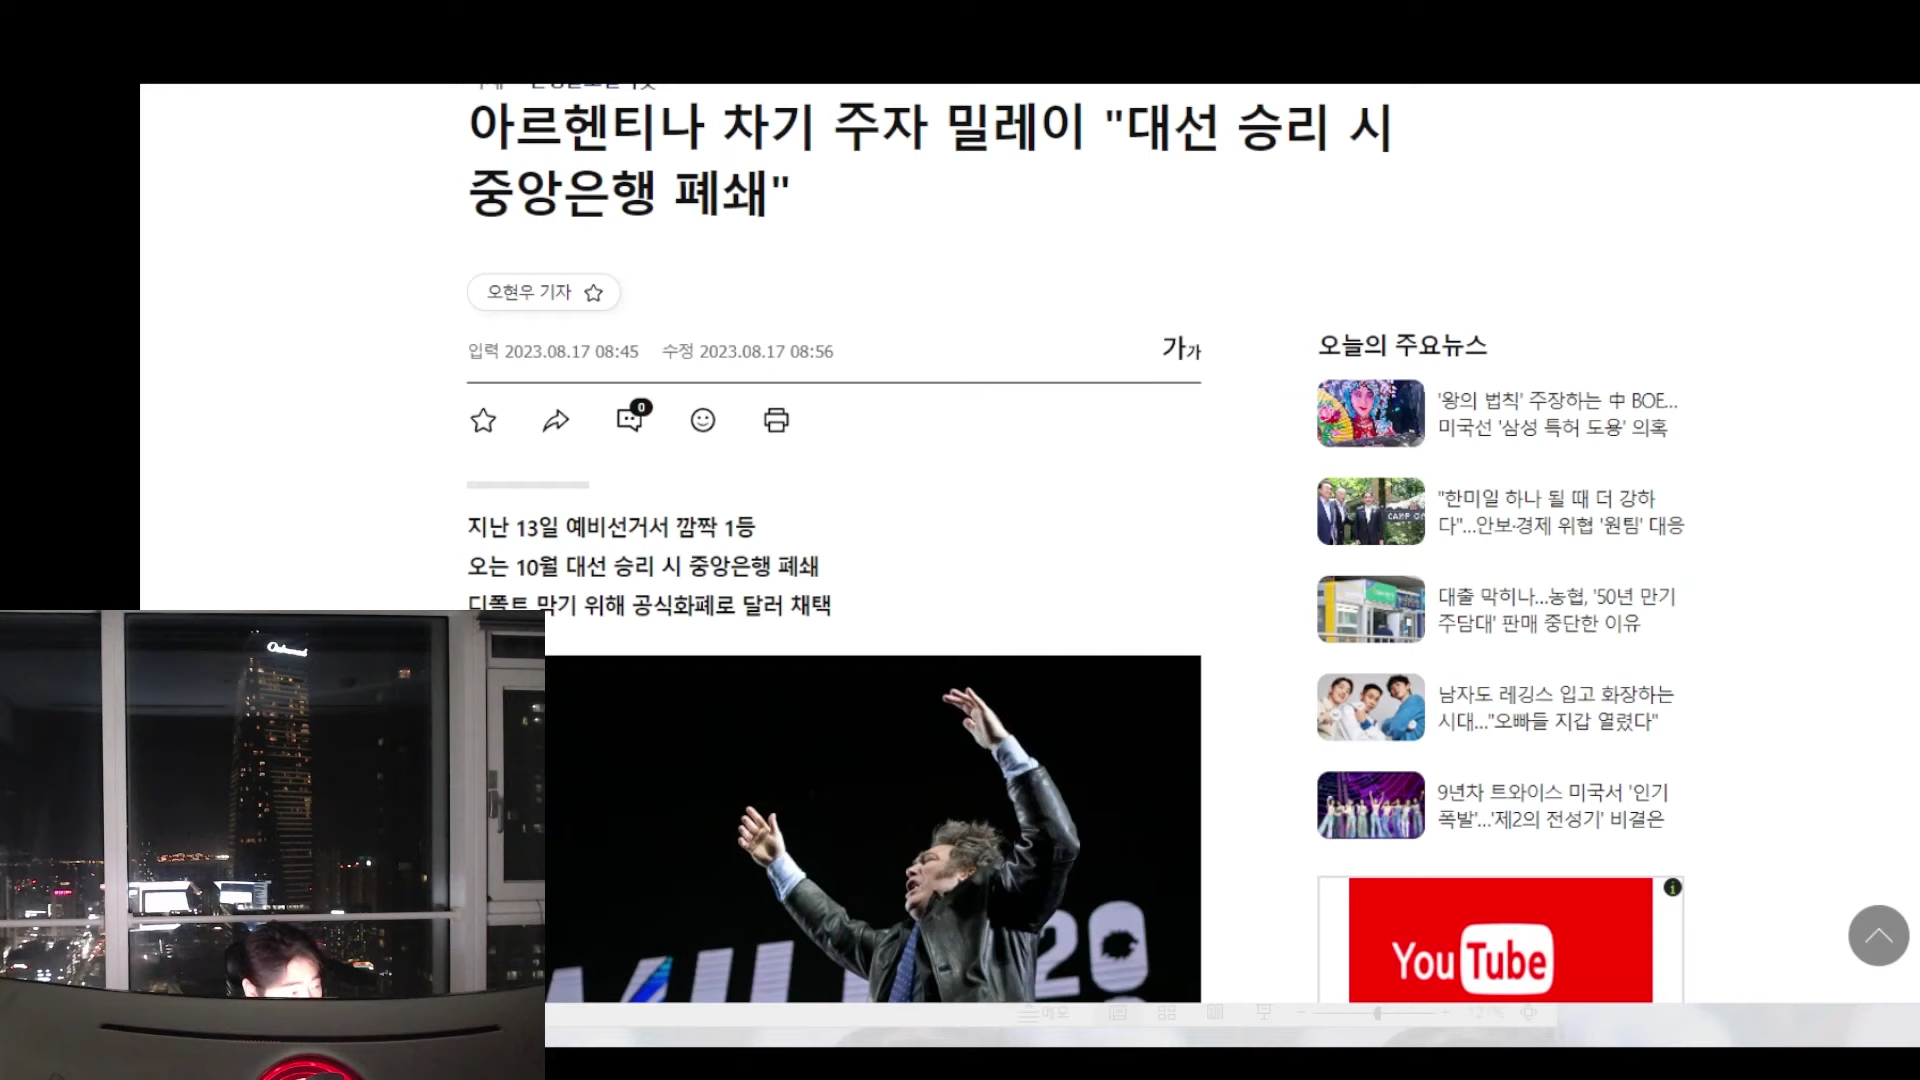 아르헨티나 차기 주자 밀레이 "대선 승리 시
중앙은행 폐쇄"
오현우 기자
입력 2023.08.17 08:45 수정 2023.08.17 08:56
가가
0
지난 13일 예비선거서 깜짝 1등
오는 10월 대선 승리 시 중앙은행 폐쇄
디폴트 막기 위해 공식화폐로 달러 채택
20
오늘의 주요뉴스
'왕의 법칙' 주장하는 中 BOE...
미국선 '삼성 특허 도용' 의혹
"한미일 하나 될 때 더 강하
다"...안보·경제 위협 '원팀' 대응
대출 막히나...농협, '50년 만기
주담대' 판매 중단한 이유
남자도 레깅스 입고 화장하는
시대..."오빠들 지갑 열렸다"
9년차 트와이스 미국서 '인기
폭발'...'제2의 전성기' 비결은
YouTube
메모